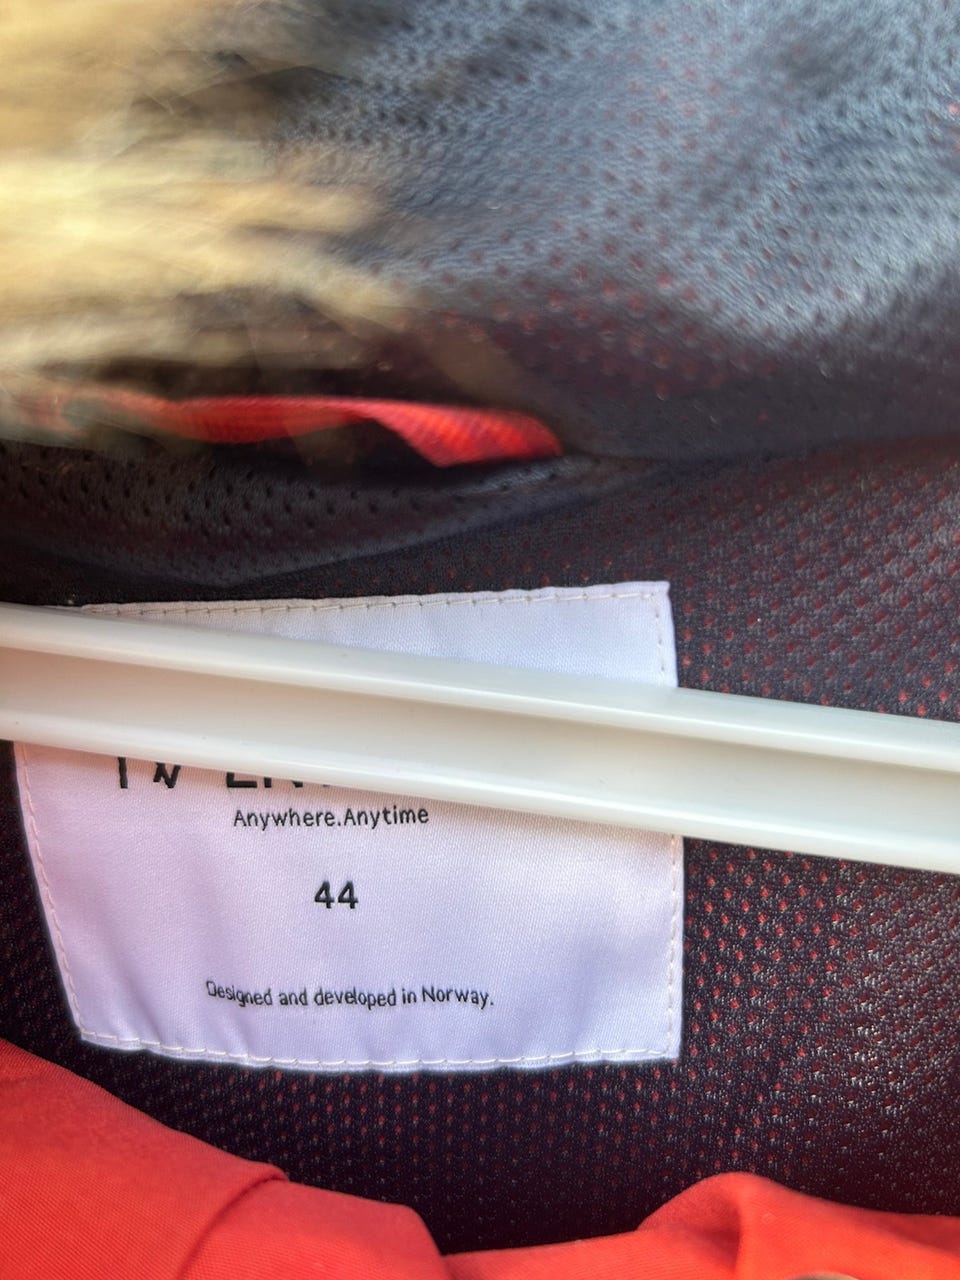 Anywhere.Anytime
44
Designed and developed in Norway.